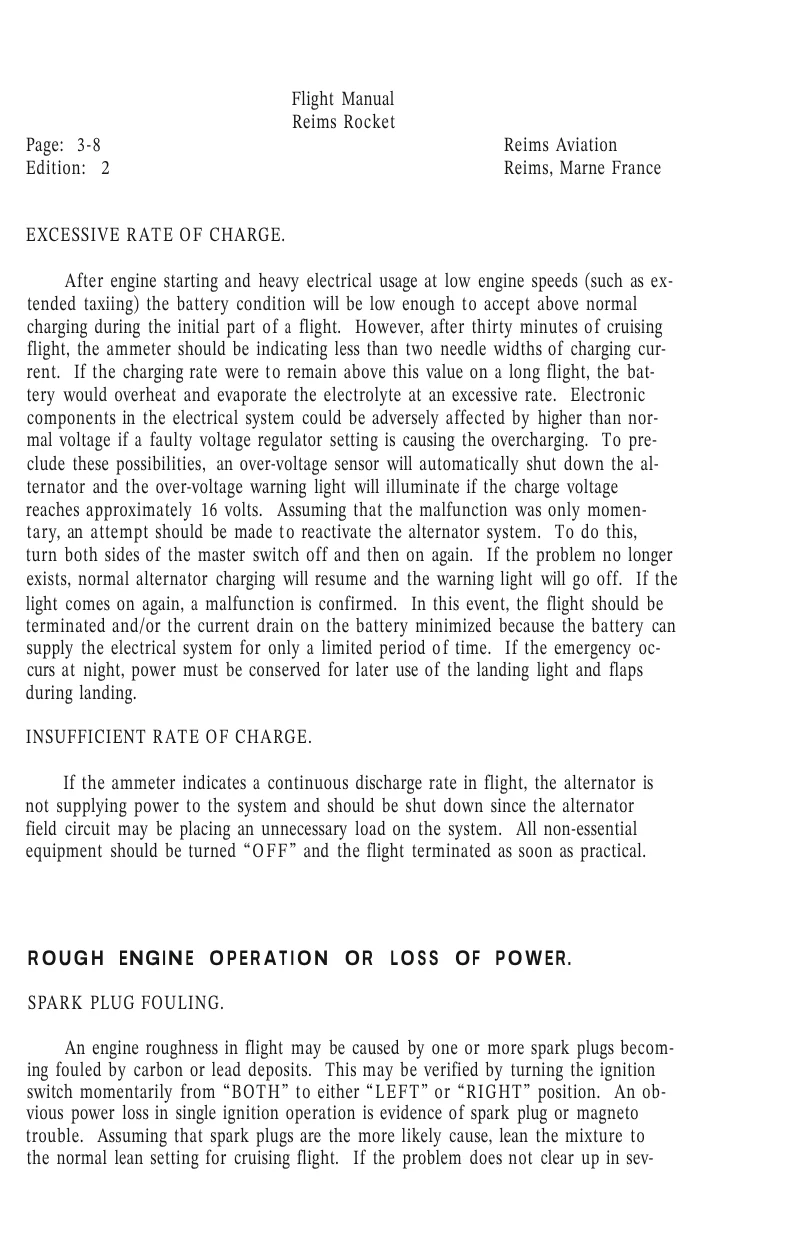 Flight Manual
Reims Rocket
Page: 3-8
Reims Aviation
Edition: 2
Reims, Marne France
EXCESSIVE RATE OF CHARGE.
After engine starting and heavy electrical usage at low engine speeds (such as ex-
tended taxiing) the battery condition will be low enough to accept above normal
charging during the initial part of a flight. However, after thirty minutes of cruising
flight, the ammeter should be indicating less than two needle widths of charging cur-
rent. If the charging rate were to remain above this value on a long flight, the bat-
tery would overheat and evaporate the electrolyte at an excessive rate. Electronic
components in the electrical system could be adversely affected by higher than nor-
mal voltage if a faulty voltage regulator setting is causing the overcharging. To pre-
clude these possibilities, an over-voltage sensor will automatically shut down the al-
ternator and the over-voltage warning light will illuminate if the charge voltage
reaches approximately 16 volts. Assuming that the malfunction was only momen-
tary, an attempt should be made to reactivate the alternator system. To do this,
turn both sides of the master switch off and then on again. If the problem no longer
exists, normal alternator charging will resume and the warning light will go off. If the
light comes on again, a malfunction is confirmed. In this event, the flight should be
terminated and/or the current drain on the battery minimized because the battery can
supply the electrical system for only a limited period of time. If the emergency oc-
curs at night, power must be conserved for later use of the landing light and flaps
during landing.
INSUFFICIENT RATE OF CHARGE.
If the ammeter indicates a continuous discharge rate in flight, the alternator is
not supplying power to the system and should be shut down since the alternator
field circuit may be placing an unnecessary load on the system. All non-essential
equipment should be turned “OFF” and the flight terminated as soon as practical.
ROUGH ENGINE OPERATION OR LOSS OF POWER.
SPARK PLUG FOULING.
An engine roughness in flight may be caused by one or more spark plugs becom-
ing fouled by carbon or lead deposits. This may be verified by turning the ignition
switch momentarily from “BOTH” to either “LEFT” or “RIGHT” position. An ob-
vious power loss in single ignition operation is evidence of spark plug or magneto
trouble. Assuming that spark plugs are the more likely cause, lean the mixture to
the normal lean setting for cruising flight. If the problem does not clear up in sev-